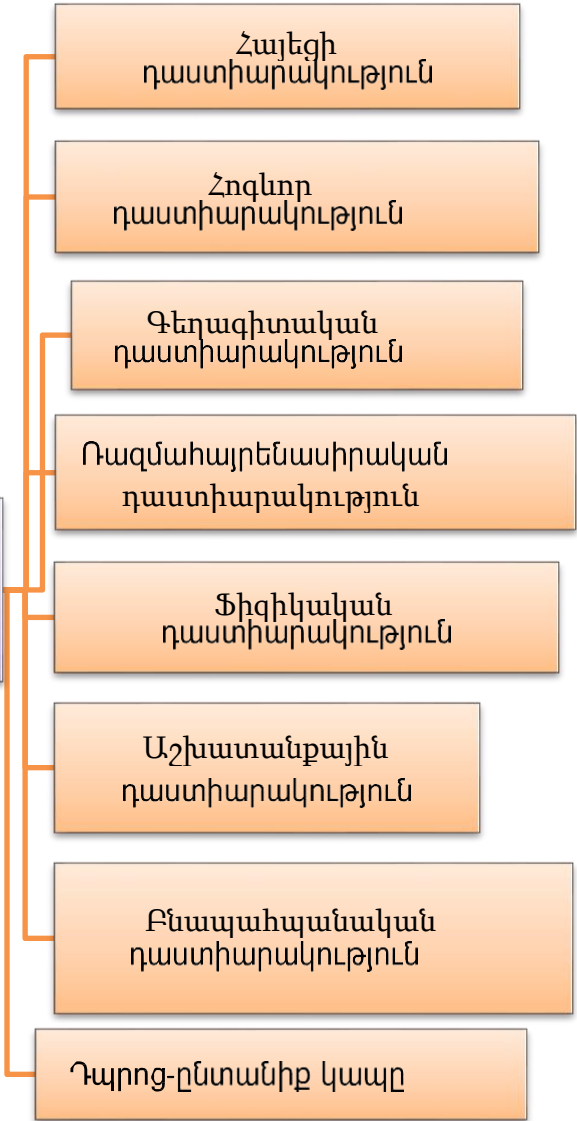 Հայեցի
դաստիարակություն
Հոգևոր
դաստիարակություն
Գեղագիտական
դաստիարակություն
Ռազմահայրենասիրական
դաստիարակություն
Ֆիզիկական
դաստիարակություն
Աշխատանքային
դաստիարակություն
Բնապահպանական
դաստիարակություն
Դպրոց-ընտանիք կապը